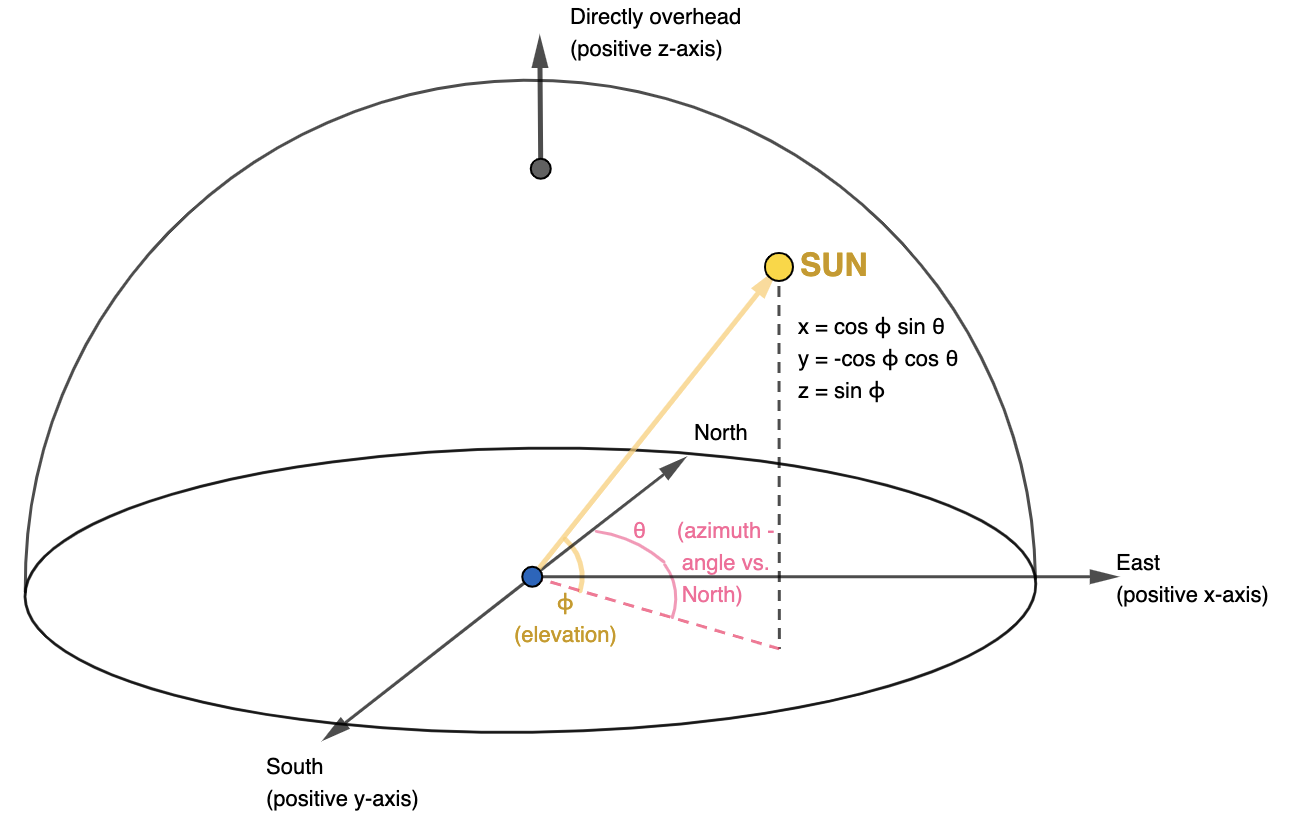 Directly overhead
(positive z-axis)
SUN
x = cos ϕ sin θ
y = -cos ϕ cos θ
z = sin ϕ
North
θ (azimuth -
angle vs.
North)
East
(positive x-axis)
ϕ
(elevation)
South
(positive y-axis)